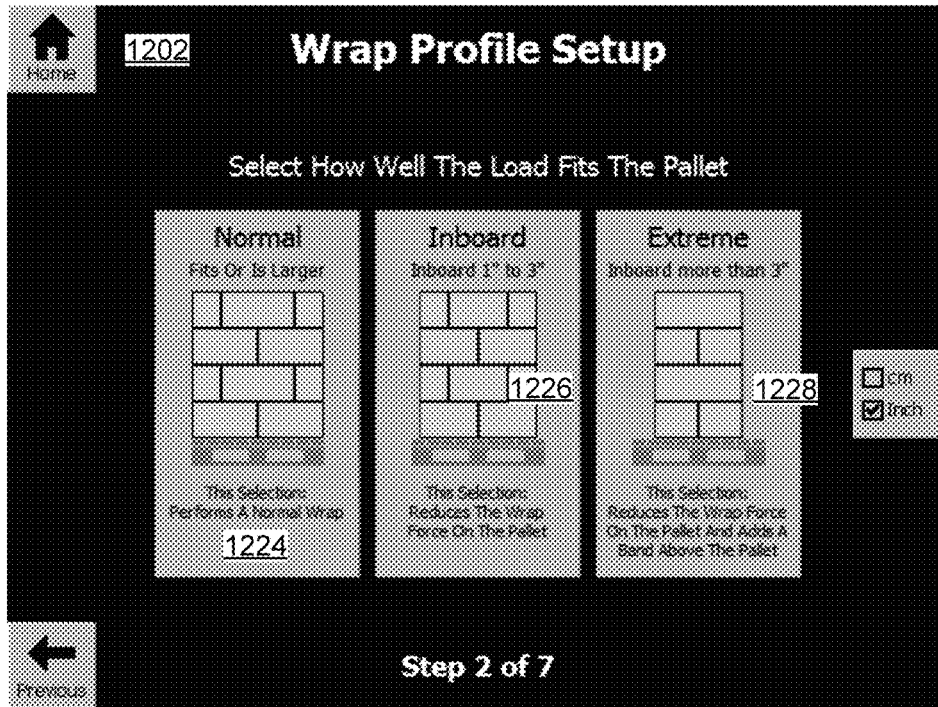 Home
1202
Wrap Profile Setup
Select How Well The Load Fits The Pallet
Normal
Fits Or Is Larger
This Selection:
Performs A Normal Wrap
1224
Inboard
Inboard 1" to 3"
1226
This Selection:
Reduces The Wrap
Force On The Pallet
Extreme
Inboard more than 3"
1228
This Selection:
Reduces The Wrap Force
On The Pallet And Adds A
Band Above The Pallet
cm
Inch
Previous
Step 2 of 7